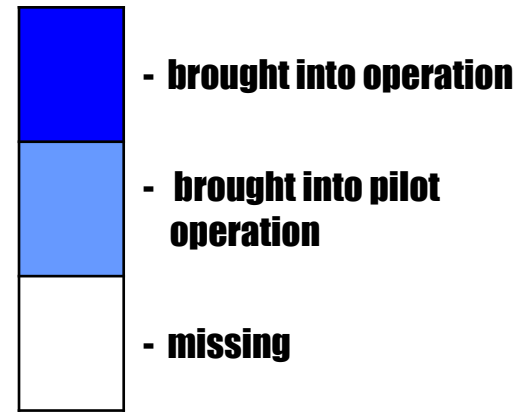 - brought into operation
- brought into pilot
operation
- missing